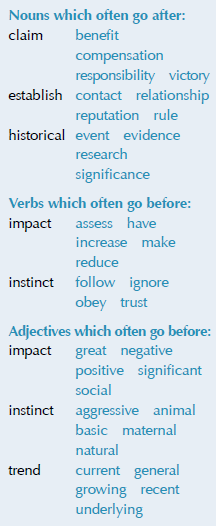 Nouns which often go after:
claim benefit
compensation
responsibility victory
establish contact relationship
reputation rule
historical event evidence
research
significance
Verbs which often go before:
impact assess have
increase make
reduce
instinct follow ignore
obey trust
Adjectives which often go before:
impact great negative
positive significant
social
instinct aggressive animal
basic maternal
natural
trend current general
growing recent
underlying